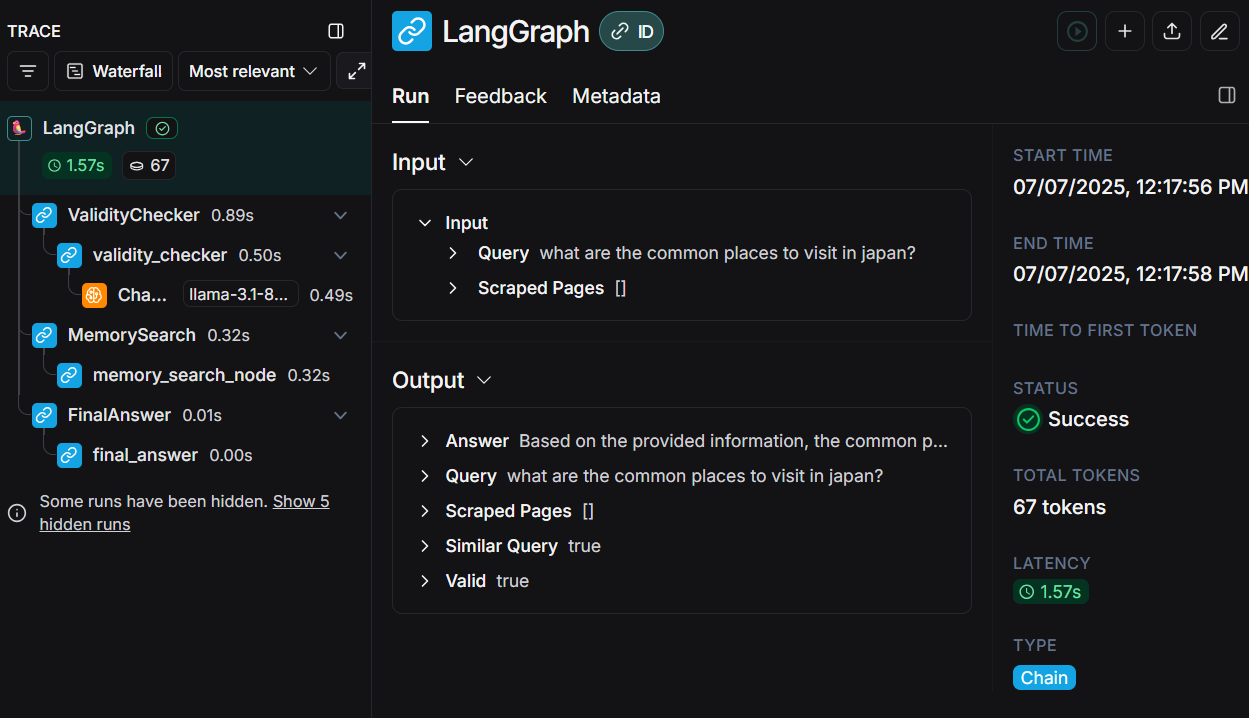 TRACE
Waterfall
Most relevant
LangGraph
1.57s
67
ValidityChecker 0.89s
validity_checker 0.50s
Cha... llama-3.1-8... 0.49s
MemorySearch 0.32s
memory_search_node 0.32s
FinalAnswer 0.01s
final_answer 0.00s
Some runs have been hidden. Show 5
hidden runs
LangGraph
ID
Run Feedback Metadata
Input
Input
Query what are the common places to visit in japan?
Scraped Pages []
Output
Answer Based on the provided information, the common p...
Query what are the common places to visit in japan?
Scraped Pages []
Similar Query true
Valid true
START TIME
07/07/2025, 12:17:56 PM
END TIME
07/07/2025, 12:17:58 PM
TIME TO FIRST TOKEN
STATUS
Success
TOTAL TOKENS
67 tokens
LATENCY
1.57s
TYPE
Chain